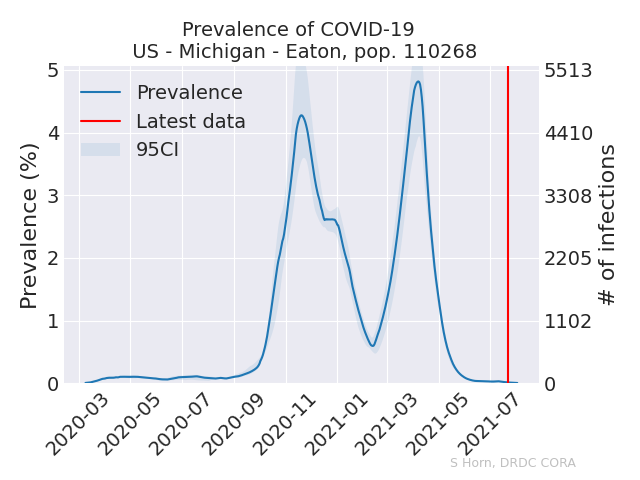 Prevalence of COVID-19
US - Michigan - Eaton, pop. 110268
Prevalence
Latest data
95CI
Prevalence (%)
5
4
3
2
1
0
5513
4410
3308
2205
1102
0
# of infections
2020-03
2020-05
2020-07
2020-09
2020-11
2021-01
2021-03
2021-05
2021-07
S Horn, DRDC CORA